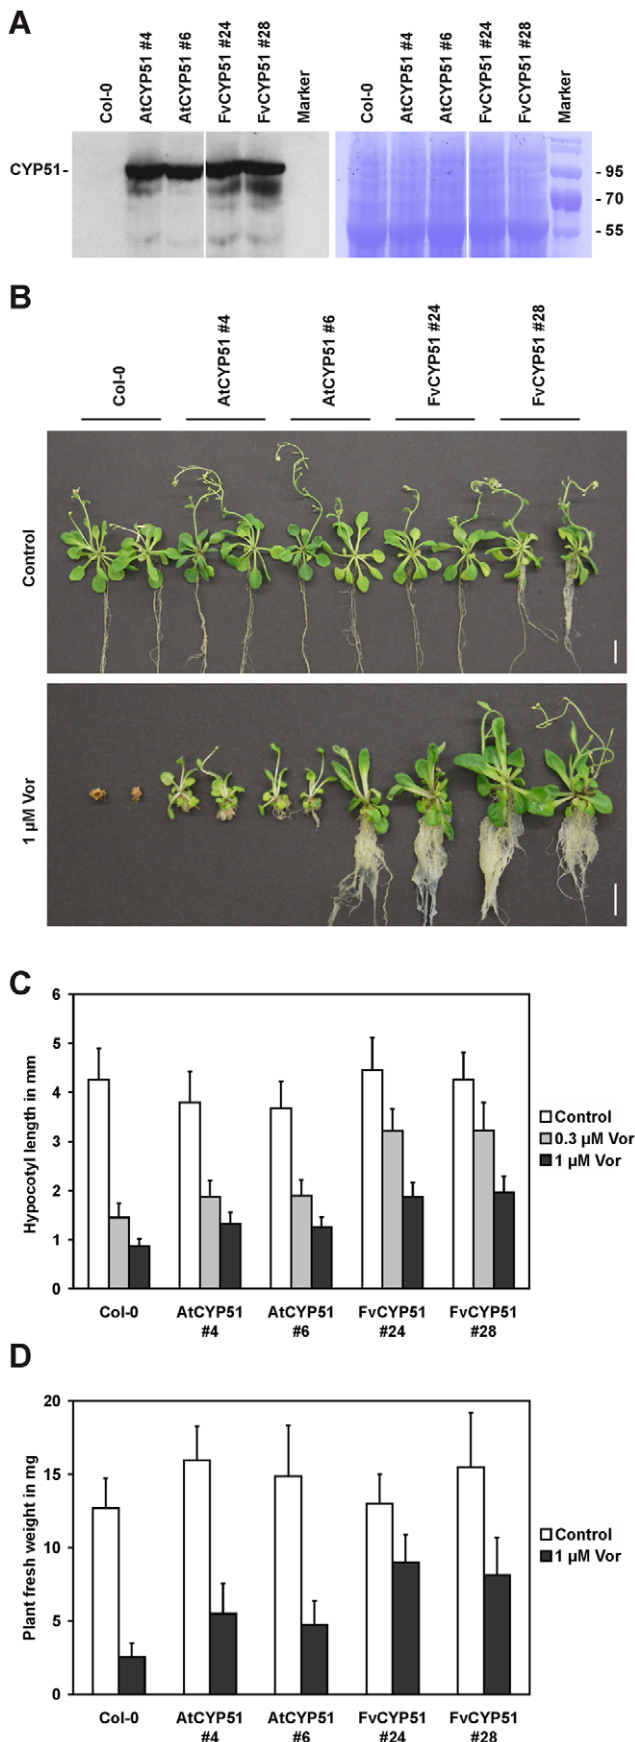 A
Col-0
AtCYP51 #4
AtCYP51 #6
FvCYP51 #24
FvCYP51 #28
Marker
Col-0
AtCYP51 #4
AtCYP51 #6
FvCYP51 #24
FvCYP51 #28
Marker
CYP51-
- 95
- 70
- 55
B
Col-0
AtCYP51 #4
AtCYP51 #6
FvCYP51 #24
FvCYP51 #28
Control
1 µM Vor
C
Hypocotyl length in mm
6
5
4
3
2
1
0
Control
0.3 µM Vor
1 µM Vor
Col-0
AtCYP51 #4
AtCYP51 #6
FvCYP51 #24
FvCYP51 #28
D
Plant fresh weight in mg
20
15
10
5
0
Control
1 µM Vor
Col-0
AtCYP51 #4
AtCYP51 #6
FvCYP51 #24
FvCYP51 #28